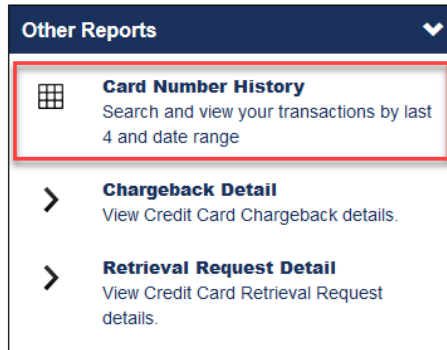 Other Reports
Card Number History
Search and view your transactions by last
4 and date range
Chargeback Detail
View Credit Card Chargeback details.
Retrieval Request Detail
View Credit Card Retrieval Request
details.